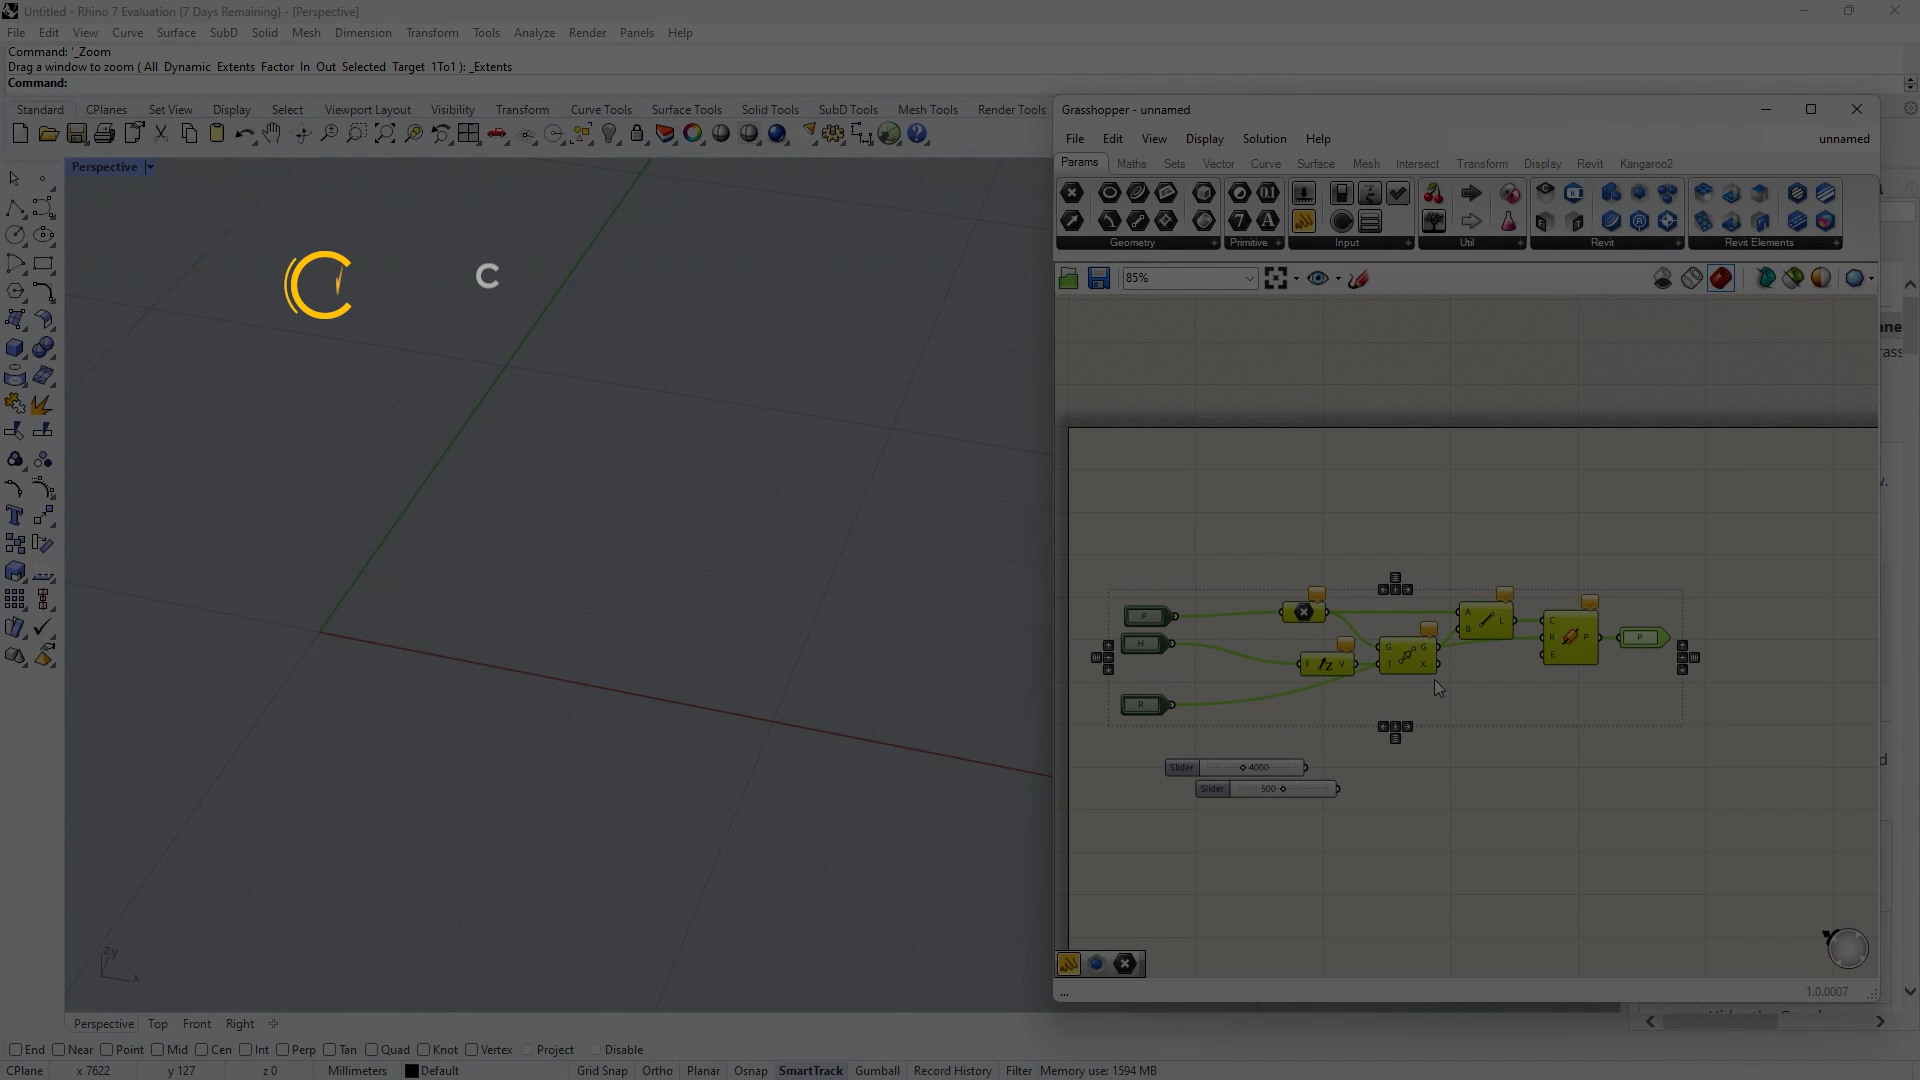 Untitled - Rhino 7 Evaluation (7 Days Remaining) - [Perspective]
File Edit View Curve Surface SubD Solid Mesh Dimension Transform Tools Analyze Render Panels Help
Command: '_Zoom
Drag a window to zoom ( All Dynamic Extents Factor In Out Selected Target 1To1 ): _Extents
Command:
Standard CPlanes Set View Display Select Viewport Layout Visibility Transform Curve Tools Surface Tools Solid Tools SubD Tools Mesh Tools Render Tools
Perspective
C
C
Grasshopper - unnamed
File Edit View Display Solution Help unnamed
Params Maths Sets Vector Curve Surface Mesh Intersect Transform Display Revit Kangaroo2
Geometry Primitive Input Util Revit Revit Elements
85%
P
H
R
F V
G G
I X
A L
B
C
R P
E
P
Slider 4000
Slider 500
...
1.0.0007
Zy
x
Perspective Top Front Right
End Near Point Mid Cen Int Perp Tan Quad Knot Vertex Project Disable
CPlane x 7622 y 127 z 0 Millimeters Default Grid Snap Ortho Planar Osnap SmartTrack Gumball Record History Filter Memory use: 1594 MB